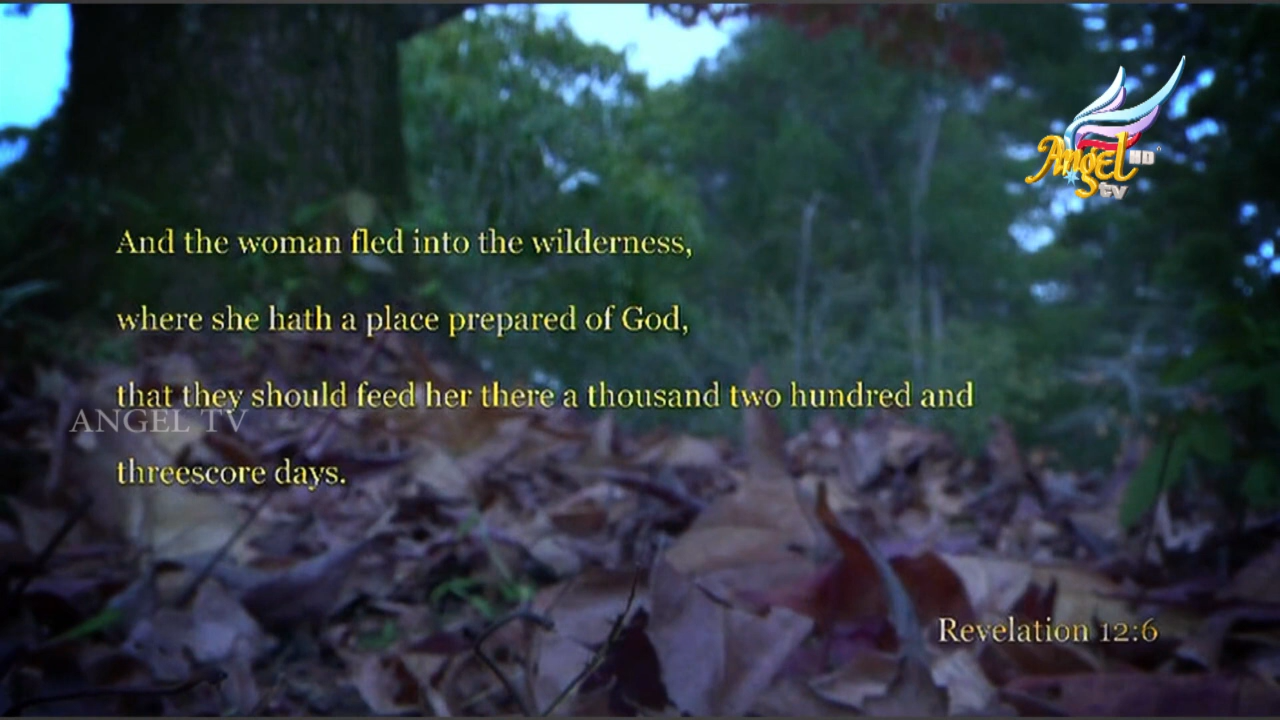 Angel HD
tv
And the woman fled into the wilderness,
where she hath a place prepared of God,
that they should feed her there a thousand two hundred and
ANGEL TV
threescore days.
Revelation 12:6